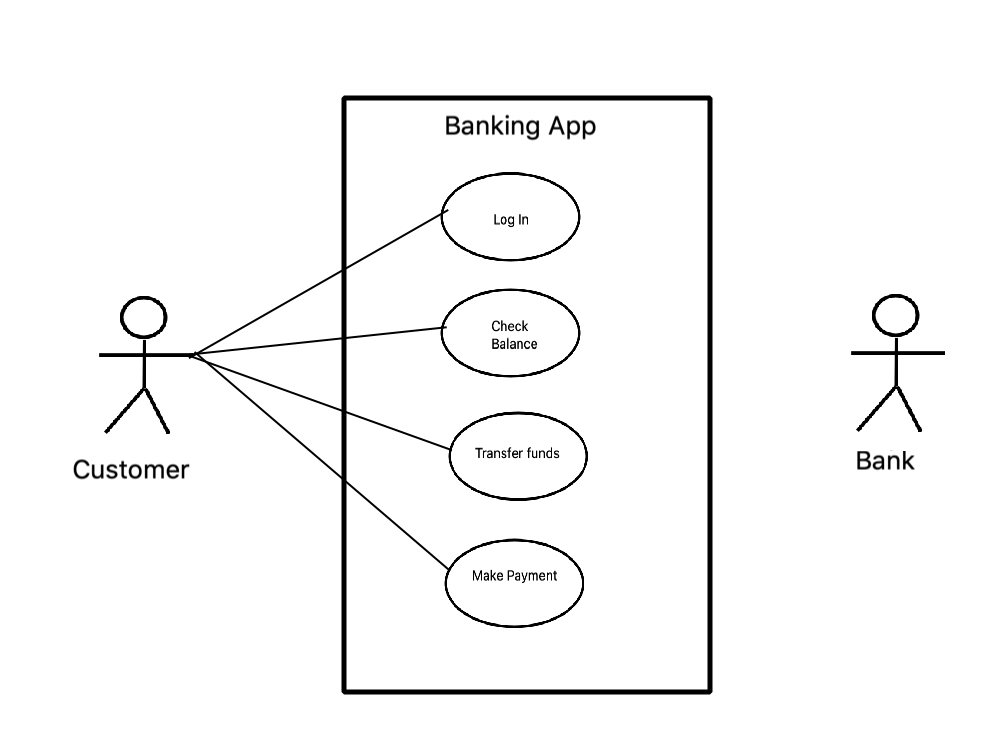 Banking App
Log In
Check
Balance
Transfer funds
Make Payment
Customer
Bank